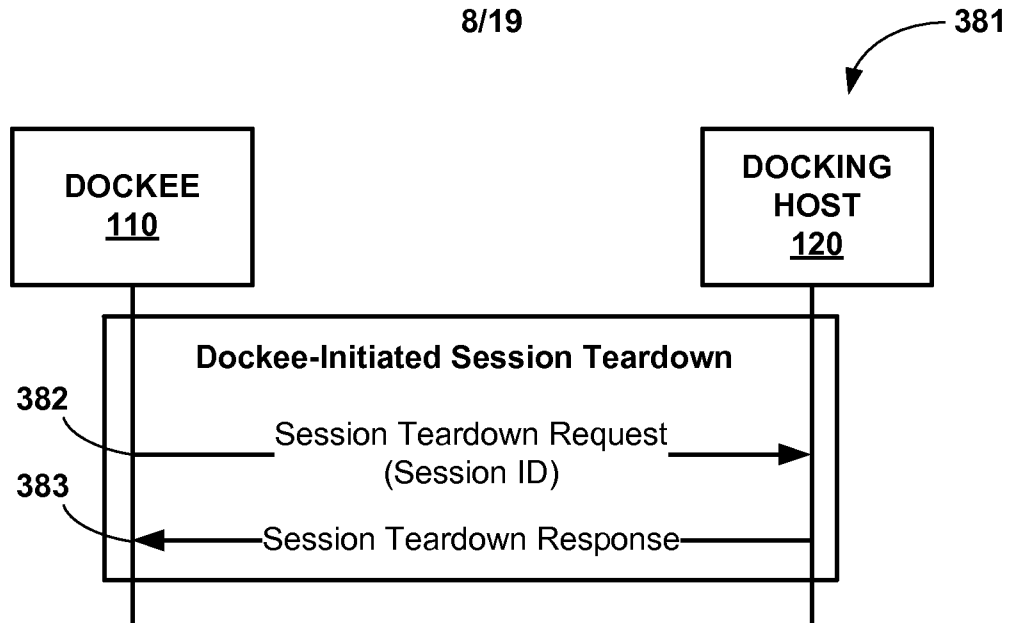 8/19
381
DOCKEE
110
DOCKING
HOST
120
Dockee-Initiated Session Teardown
382
Session Teardown Request
(Session ID)
383
Session Teardown Response